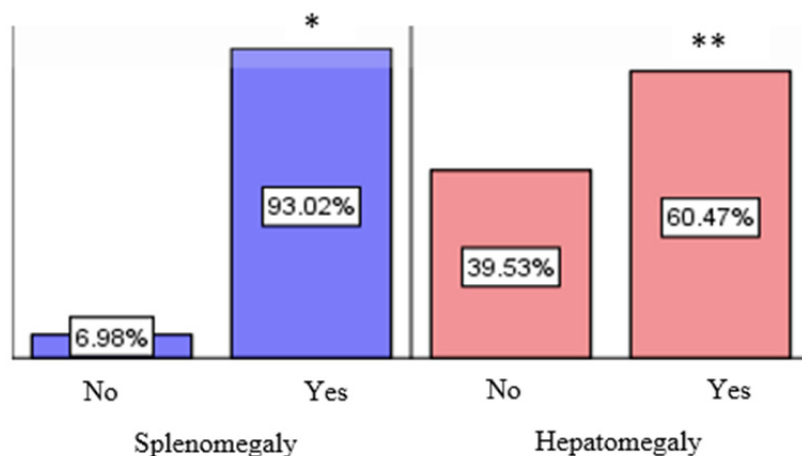 * **
93.02% 60.47%
39.53%
6.98%
No Yes No Yes
Splenomegaly Hepatomegaly